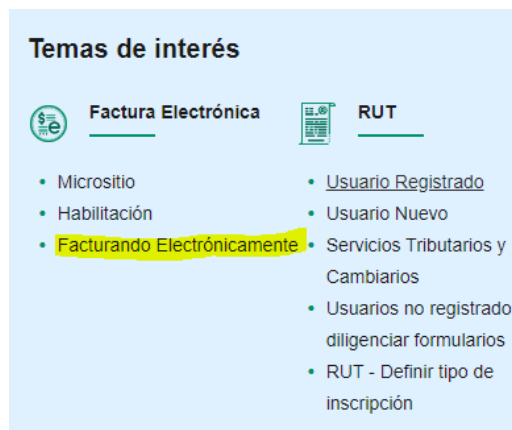 Temas de interés
Factura Electrónica
Micrositio
Habilitación
Facturando Electrónicamente
RUT
Usuario Registrado
Usuario Nuevo
Servicios Tributarios y
Cambiarios
Usuarios no registrado
diligenciar formularios
RUT - Definir tipo de
inscripción